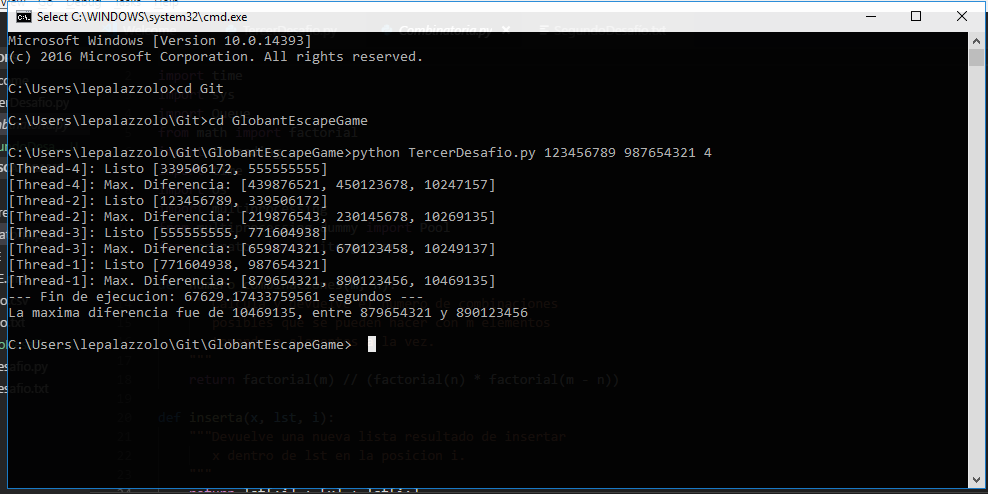 Select C:\WINDOWS\system32\cmd.exe
Microsoft Windows [Version 10.0.14393]
(c) 2016 Microsoft Corporation. All rights reserved.
C:\Users\lepalazzolo>cd Git
C:\Users\lepalazzolo\Git>cd GlobantEscapeGame
C:\Users\lepalazzolo\Git\GlobantEscapeGame>python TercerDesafio.py 123456789 987654321 4
[Thread-4]: Listo [339506172, 555555555]
[Thread-4]: Max. Diferencia: [439876521, 450123678, 10247157]
[Thread-2]: Listo [123456789, 339506172]
[Thread-2]: Max. Diferencia: [219876543, 230145678, 10269135]
[Thread-3]: Listo [555555555, 771604938]
[Thread-3]: Max. Diferencia: [659874321, 670123458, 10249137]
[Thread-1]: Listo [771604938, 987654321]
[Thread-1]: Max. Diferencia: [879654321, 890123456, 10469135]
--- Fin de ejecucion: 67629.17433759561 segundos ---
La maxima diferencia fue de 10469135, entre 879654321 y 890123456
C:\Users\lepalazzolo\Git\GlobantEscapeGame>
import time
import sys
from math import factorial
import Pool
combinaciones
posibles que se pueden hacer con m elementos
la vez.
"""
return factorial(m) // (factorial(n) * factorial(m - n))
def inserta(x, lst, i):
"""Devuelve una nueva lista resultado de insertar
x dentro de lst en la posicion i.
"""